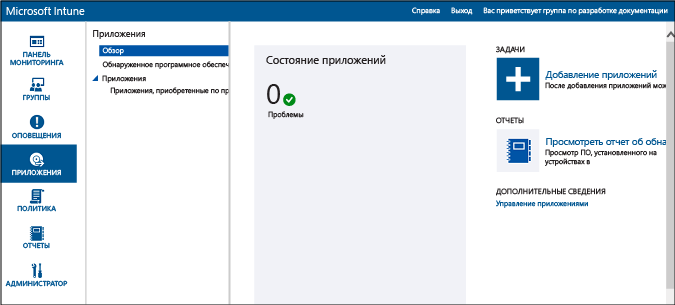 Microsoft Intune
Справка
Выход
Вас приветствует группа по разработке документации
ПАНЕЛЬ
МОНИТОРИНГА
ГРУППЫ
ОПОВЕЩЕНИЯ
ПРИЛОЖЕНИЯ
ПОЛИТИКА
ОТЧЕТЫ
АДМИНИСТРАТОР
Приложения
Обзор
Обнаруженное программное обеспеч
Приложения
Приложения, приобретенные по пр
Состояние приложений
0
Проблемы
ЗАДАЧИ
Добавление приложений
После добавления приложений мож
ОТЧЕТЫ
Просмотреть отчет об обна
Просмотр ПО, установленного на
устройствах в
ДОПОЛНИТЕЛЬНЫЕ СВЕДЕНИЯ
Управление приложениями